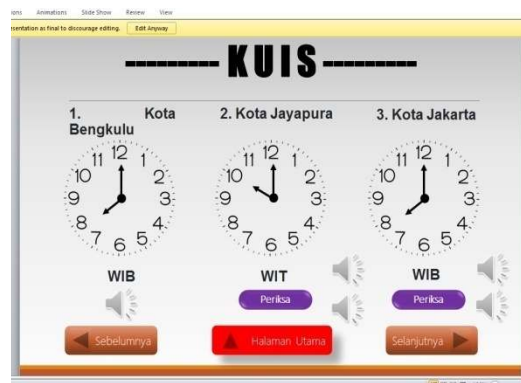 Animations Slide Show Review View
esentation as final to discourage editing. Edit Anyway
--------- KUIS ---------
1. Kota Bengkulu
2. Kota Jayapura
3. Kota Jakarta
12 1 2 3 4 5 6 7 8 9 10 11
12 1 2 3 4 5 6 7 8 9 10 11
12 1 2 3 4 5 6 7 8 9 10 11
WIB
WIT
WIB
Periksa
Periksa
Sebelumnya
Halaman Utama
Selanjutnya